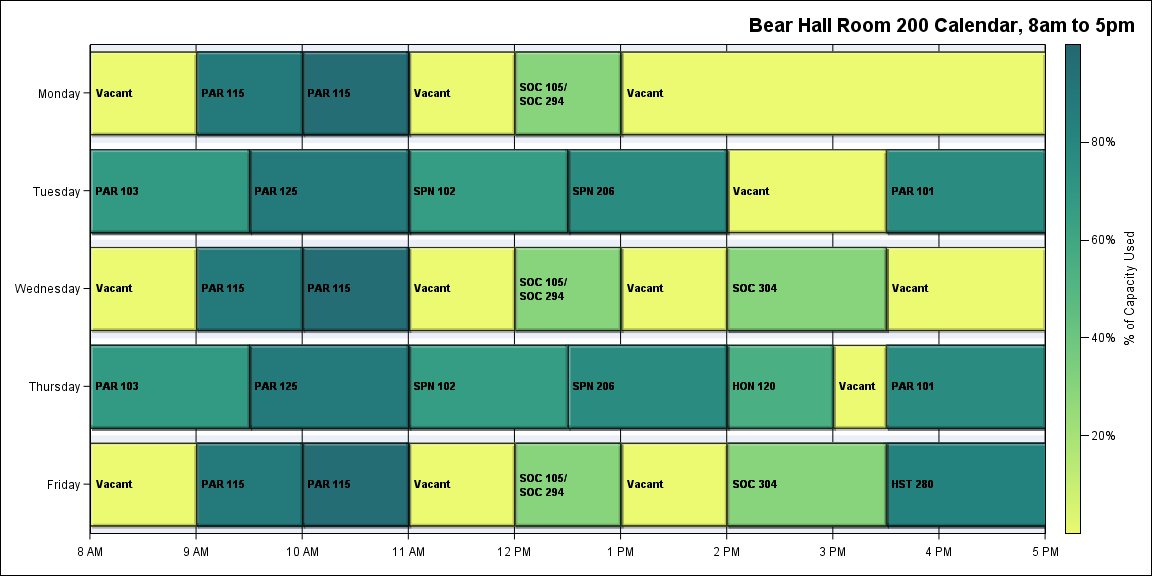 Bear Hall Room 200 Calendar, 8am to 5pm
Monday
Vacant
PAR 115
PAR 115
Vacant
SOC 105/
SOC 294
Vacant
Tuesday
PAR 103
PAR 125
SPN 102
SPN 206
Vacant
PAR 101
Wednesday
Vacant
PAR 115
PAR 115
Vacant
SOC 105/
SOC 294
Vacant
SOC 304
Vacant
Thursday
PAR 103
PAR 125
SPN 102
SPN 206
HON 120
Vacant
PAR 101
Friday
Vacant
PAR 115
PAR 115
Vacant
SOC 105/
SOC 294
Vacant
SOC 304
HST 280
8 AM
9 AM
10 AM
11 AM
12 PM
1 PM
2 PM
3 PM
4 PM
5 PM
80%
60%
40%
20%
% of Capacity Used